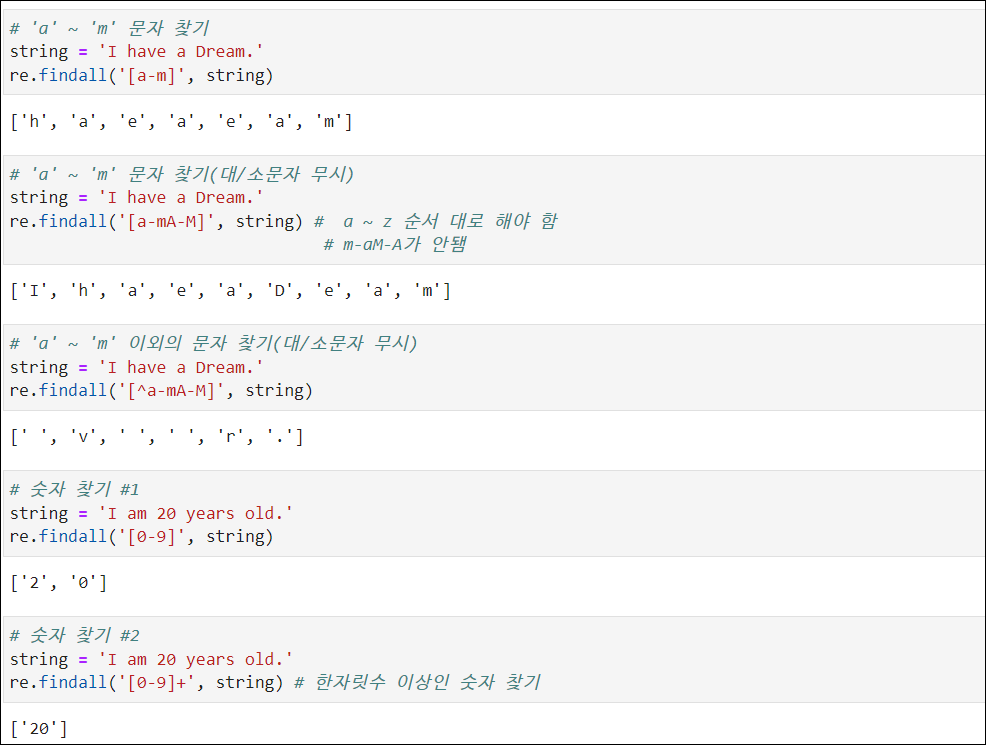 # 'a' ~ 'm' 문자 찾기
string = 'I have a Dream.'
re.findall('[a-m]', string)
['h', 'a', 'e', 'a', 'e', 'a', 'm']
# 'a' ~ 'm' 문자 찾기(대/소문자 무시)
string = 'I have a Dream.'
re.findall('[a-mA-M]', string) #  a ~ z 순서 대로 해야 함
# m-aM-A가 안됌
['I', 'h', 'a', 'e', 'a', 'D', 'e', 'a', 'm']
# 'a' ~ 'm' 이외의 문자 찾기(대/소문자 무시)
string = 'I have a Dream.'
re.findall('[^a-mA-M]', string)
[' ', 'v', ' ', ' ', 'r', '.']
# 숫자 찾기 #1
string = 'I am 20 years old.'
re.findall('[0-9]', string)
['2', '0']
# 숫자 찾기 #2
string = 'I am 20 years old.'
re.findall('[0-9]+', string) # 한자릿수 이상인 숫자 찾기
['20']